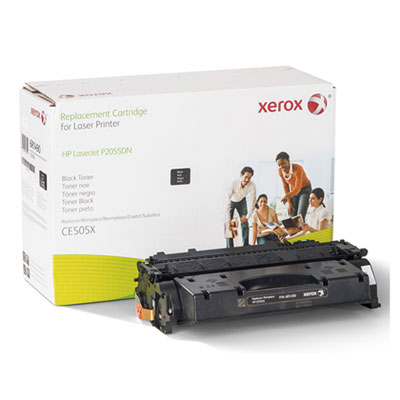 Replacement Cartridge
for Laser Printer
xerox
HP LaserJet P2055DN
Black Toner
Toner noir
Toner negro
Black Toner
Toner preto
CE505X
xerox